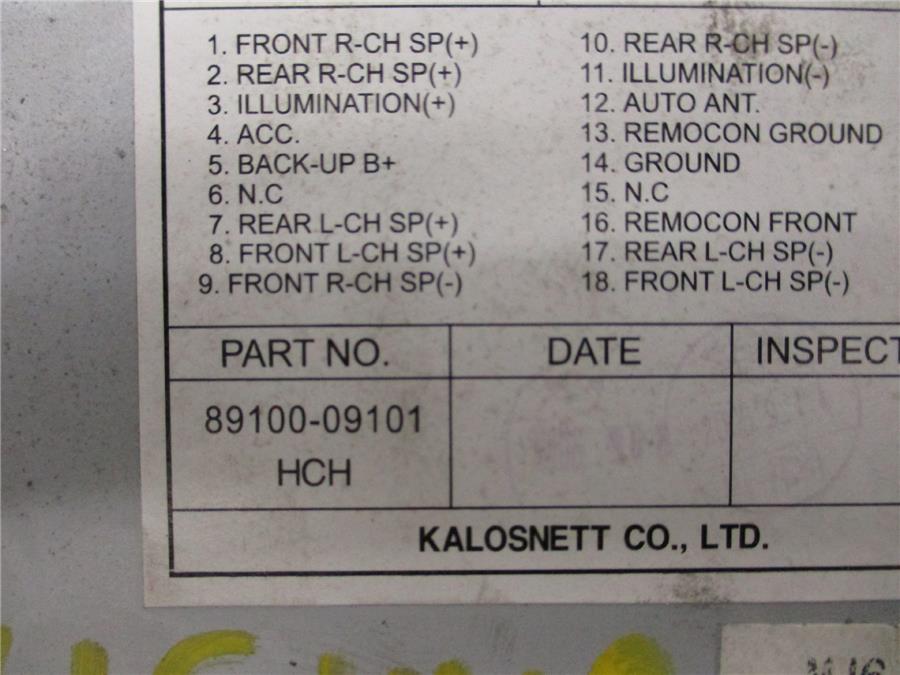 1. FRONT R-CH SP(+)
2. REAR R-CH SP(+)
3. ILLUMINATION(+)
4. ACC.
5. BACK-UP B+
6. N.C
7. REAR L-CH SP(+)
8. FRONT L-CH SP(+)
9. FRONT R-CH SP(-)
10. REAR R-CH SP(-)
11. ILLUMINATION(-)
12. AUTO ANT.
13. REMOCON GROUND
14. GROUND
15. N.C
16. REMOCON FRONT
17. REAR L-CH SP(-)
18. FRONT L-CH SP(-)
PART NO. DATE INSPECT
89100-09101
HCH
KALOSNETT CO., LTD.